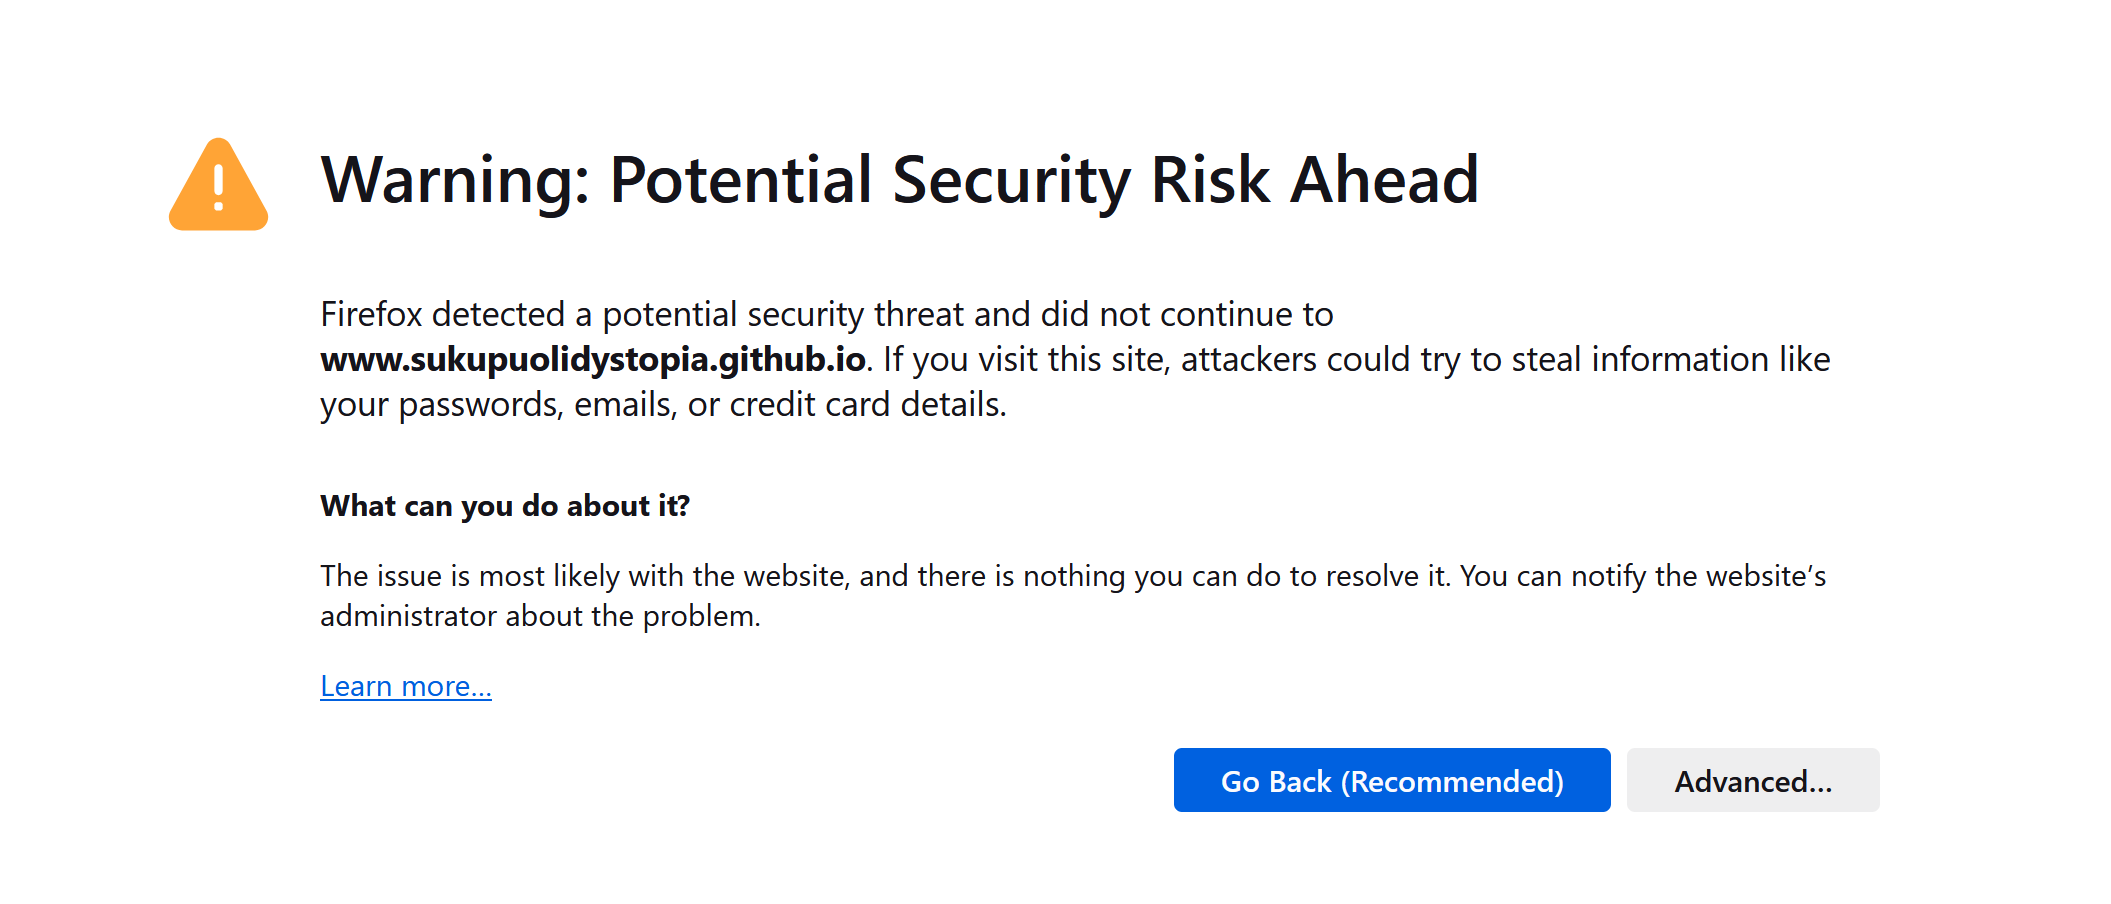 Warning: Potential Security Risk Ahead
Firefox detected a potential security threat and did not continue to
www.sukupuolidystopia.github.io. If you visit this site, attackers could try to steal information like
your passwords, emails, or credit card details.
What can you do about it?
The issue is most likely with the website, and there is nothing you can do to resolve it. You can notify the website’s
administrator about the problem.
Learn more…
Go Back (Recommended) Advanced…